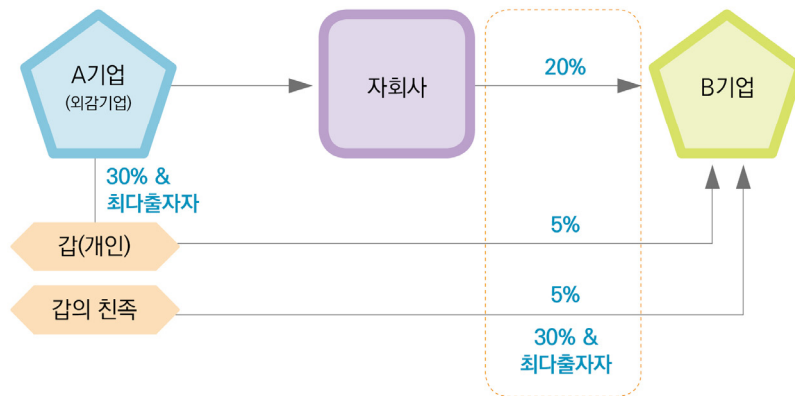 A기업
(외감기업)
자회사
20%
B기업
30% &
최다출자자
갑(개인)
5%
갑의 친족
5%
30% &
최다출자자